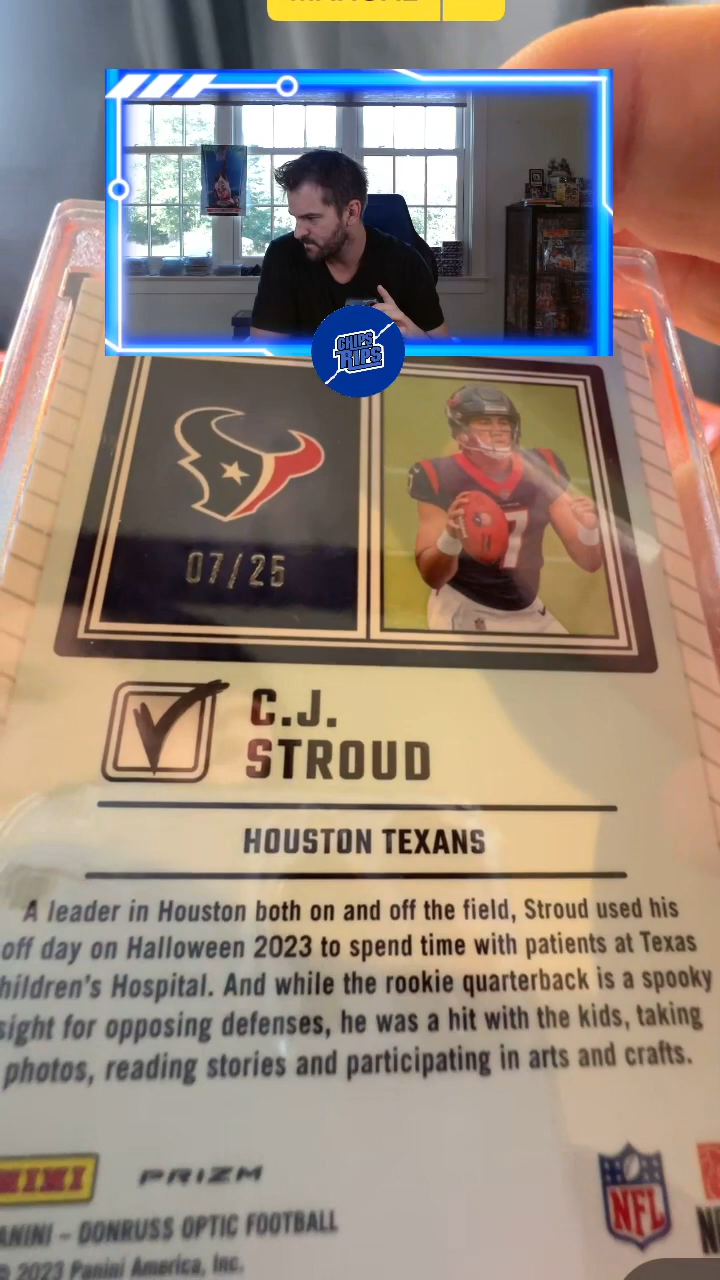 CHIPS
RIPS
07/25
7
C.J.
STROUD
HOUSTON TEXANS
A leader in Houston both on and off the field, Stroud used his
off day on Halloween 2023 to spend time with patients at Texas
hildren's Hospital. And while the rookie quarterback is a spooky
sight for opposing defenses, he was a hit with the kids, taking
photos, reading stories and participating in arts and crafts.
PRIZM
NFL
ANINI – DONRUSS OPTIC FOOTBALL
© 2023 Panini America, Inc.